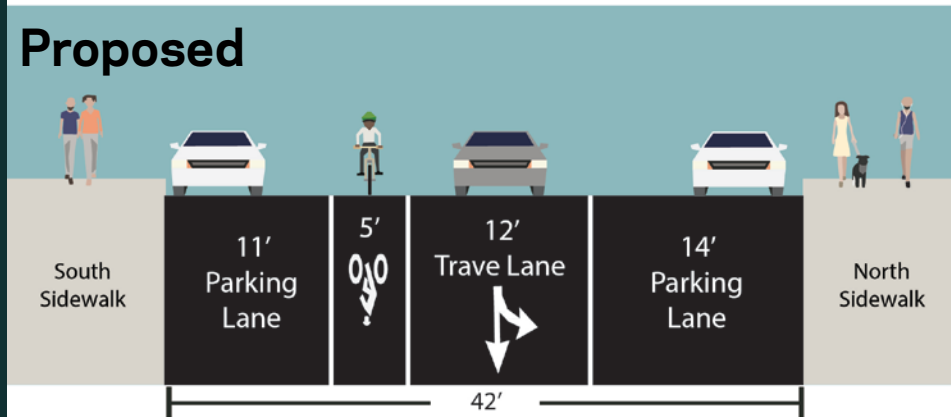 Proposed
South
Sidewalk
11′
Parking
Lane
5′
12′
Trave Lane
14′
Parking
Lane
North
Sidewalk
42′